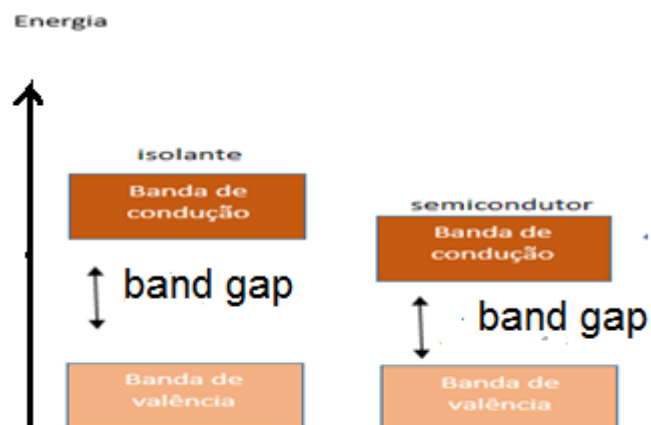 Energia
isolante
Banda de
condução
band gap
Banda de
valência
semicondutor
Banda de
condução
band gap
Banda de
valência